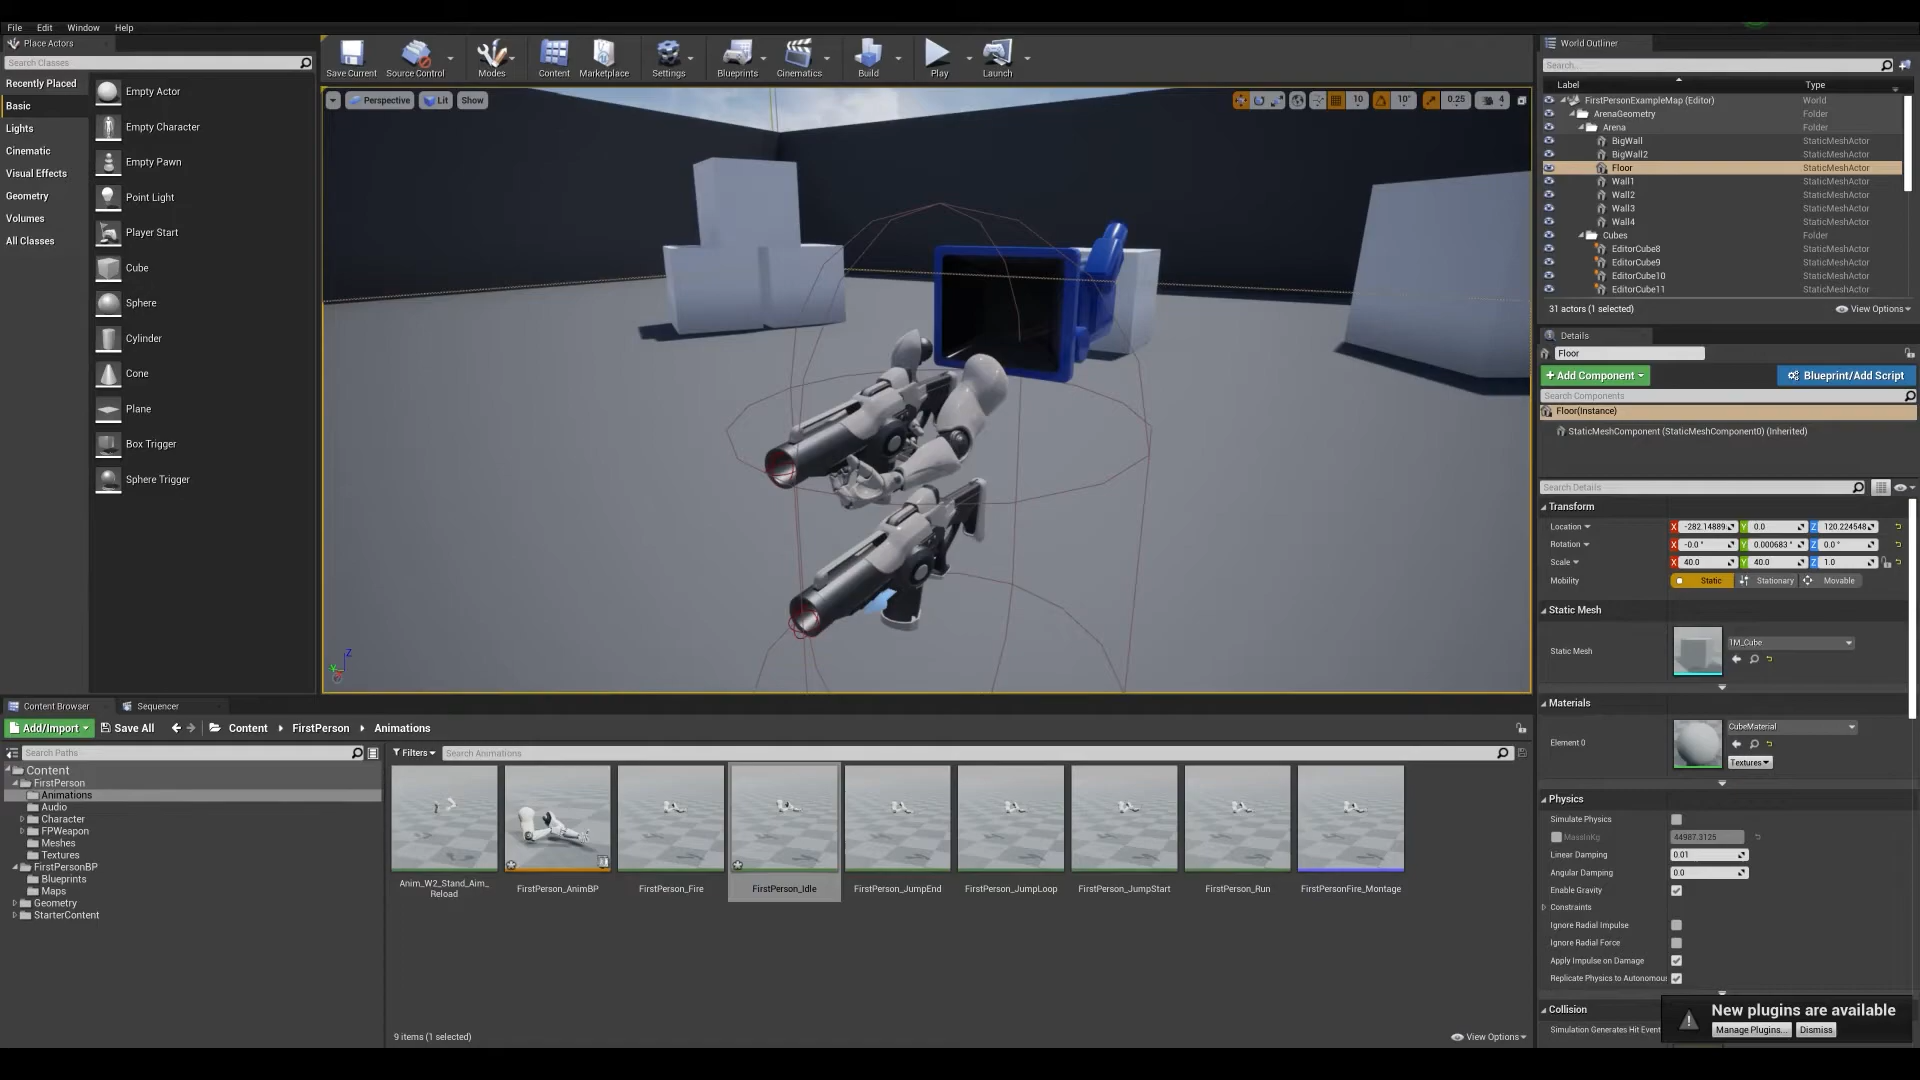 File Edit Window Help
Place Actors
Search Classes
Recently Placed
Basic
Lights
Cinematic
Visual Effects
Geometry
Volumes
All Classes
Empty Actor
Empty Character
Empty Pawn
Point Light
Player Start
Cube
Sphere
Cylinder
Cone
Plane
Box Trigger
Sphere Trigger
Save Current Source Control Modes Content Marketplace Settings Blueprints Cinematics Build Play Launch
Perspective Lit Show 10 10° 0.25 4
Z
Y
World Outliner
Search...
Label Type
FirstPersonExampleMap (Editor) World
ArenaGeometry Folder
Arena Folder
BigWall StaticMeshActor
BigWall2 StaticMeshActor
Floor StaticMeshActor
Wall1 StaticMeshActor
Wall2 StaticMeshActor
Wall3 StaticMeshActor
Wall4 StaticMeshActor
Cubes Folder
EditorCube8 StaticMeshActor
EditorCube9 StaticMeshActor
EditorCube10 StaticMeshActor
EditorCube11 StaticMeshActor
31 actors (1 selected) View Options
Details
Floor
+ Add Component Blueprint/Add Script
Search Components
Floor(Instance)
StaticMeshComponent (StaticMeshComponent0) (Inherited)
Search Details
Transform
Location X -282.14889 Y 0.0 Z 120.224548
Rotation X -0.0 ° Y 0.000683 ° Z 0.0 °
Scale X 40.0 Y 40.0 Z 1.0
Mobility Static Stationary Movable
Static Mesh
Static Mesh 1M_Cube
Materials
Element 0 CubeMaterial
Textures
Physics
Simulate Physics
MassInKg 44987.3125
Linear Damping 0.01
Angular Damping 0.0
Enable Gravity
Constraints
Ignore Radial Impulse
Ignore Radial Force
Apply Impulse on Damage
Replicate Physics to Autonomous
Collision
Simulation Generates Hit Event
New plugins are available
Manage Plugins... Dismiss
Content Browser Sequencer
Add/Import Save All Content FirstPerson Animations
Search Paths
Filters Search Animations
Content
FirstPerson
Animations
Audio
Character
FPWeapon
Meshes
Textures
FirstPersonBP
Blueprints
Maps
Geometry
StarterContent
Anim_W2_Stand_Aim_
Reload
FirstPerson_AnimBP
FirstPerson_Fire
FirstPerson_Idle
FirstPerson_JumpEnd
FirstPerson_JumpLoop
FirstPerson_JumpStart
FirstPerson_Run
FirstPersonFire_Montage
9 items (1 selected) View Options